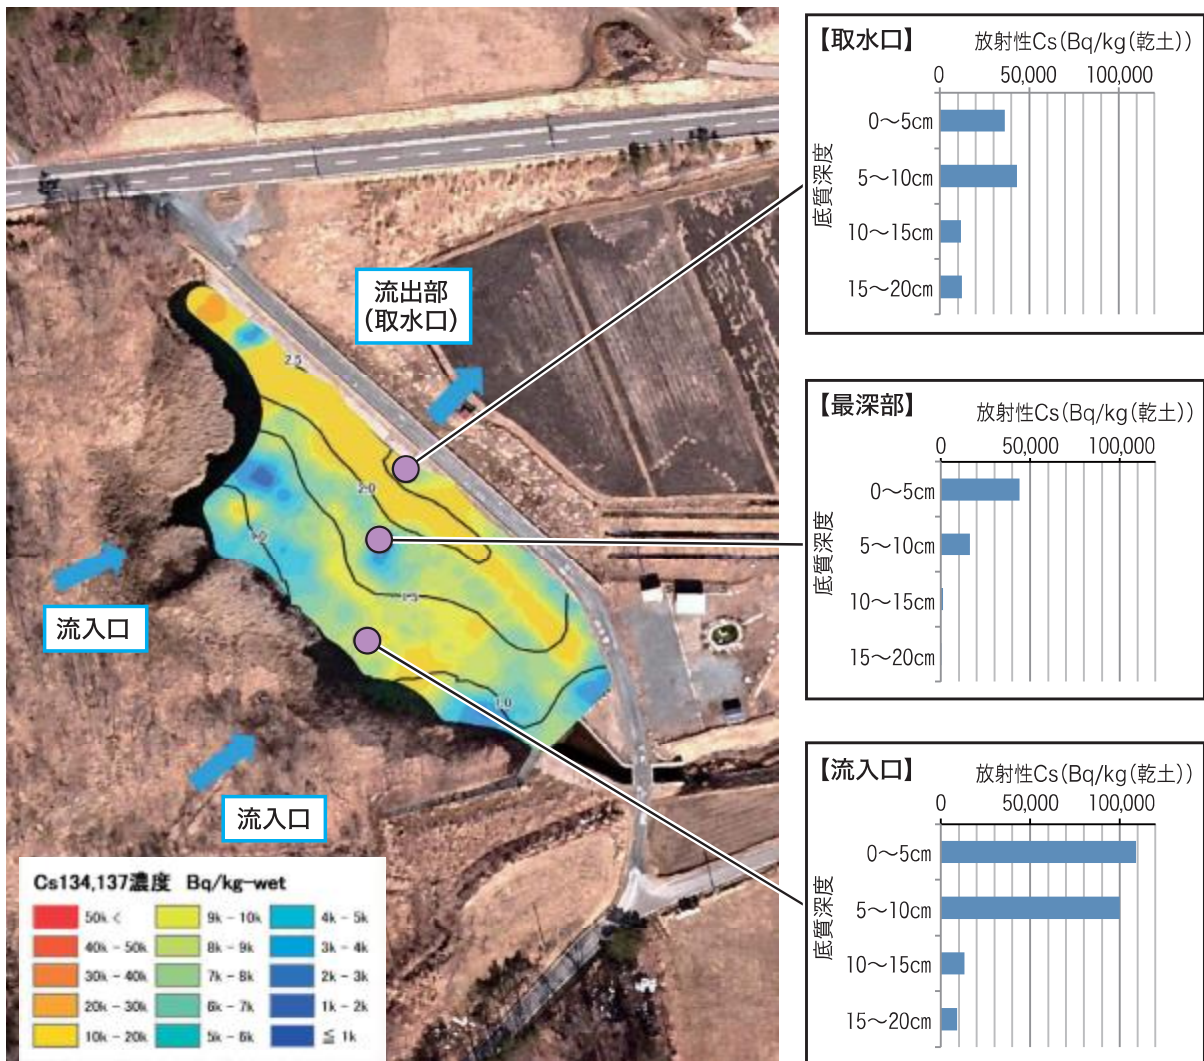 【取水口】 放射性Cs(Bq/kg(乾土))
0 50,000 100,000
底質深度
0〜5cm
5〜10cm
10〜15cm
15〜20cm
流出部
(取水口)
2.5
2.0
1.5
1.0
1.0
流入口
流入口
【最深部】 放射性Cs(Bq/kg(乾土))
0 50,000 100,000
底質深度
0〜5cm
5〜10cm
10〜15cm
15〜20cm
【流入口】 放射性Cs(Bq/kg(乾土))
0 50,000 100,000
底質深度
0〜5cm
5〜10cm
10〜15cm
15〜20cm
Cs134,137濃度 Bq/kg-wet
50k <
40k - 50k
30k - 40k
20k - 30k
10k - 20k
9k - 10k
8k - 9k
7k - 8k
6k - 7k
5k - 6k
4k - 5k
3k - 4k
2k - 3k
1k - 2k
≦ 1k